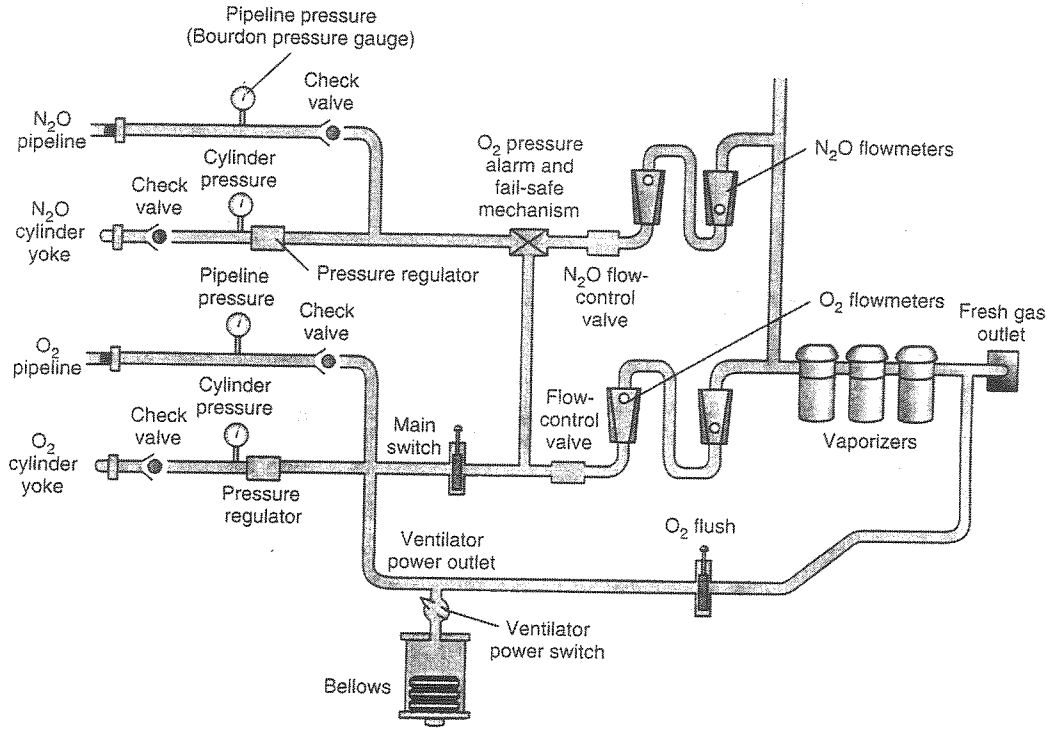 Pipeline pressure
(Bourdon pressure gauge)
Check
valve
N₂O
pipeline
Cylinder
pressure
O₂ pressure
alarm and
fail-safe
mechanism
N₂O flowmeters
Check
valve
N₂O
cylinder
yoke
Pressure regulator
N₂O flow-
control
valve
Pipeline
pressure
Check
valve
O₂ flowmeters
Fresh gas
outlet
O₂
pipeline
Cylinder
pressure
Check
valve
Main
switch
Flow-
control
valve
Vaporizers
O₂
cylinder
yoke
Pressure
regulator
O₂ flush
Ventilator
power outlet
Ventilator
power switch
Bellows